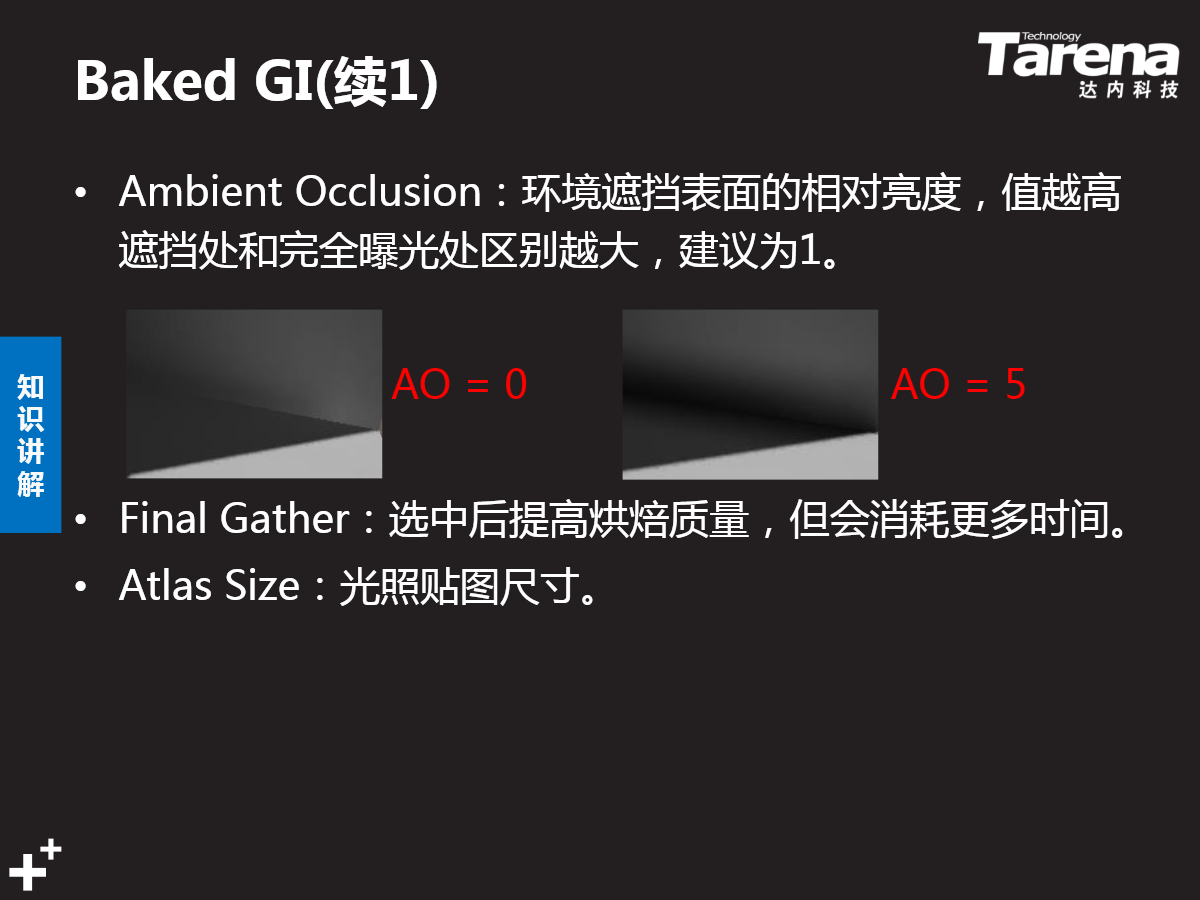 Technology
Tarena
达内科技
Baked GI(续1)
• Ambient Occlusion：环境遮挡表面的相对亮度，值越高
遮挡处和完全曝光处区别越大，建议为1。
AO = 0
AO = 5
知识讲解
• Final Gather：选中后提高烘焙质量，但会消耗更多时间。
• Atlas Size：光照贴图尺寸。